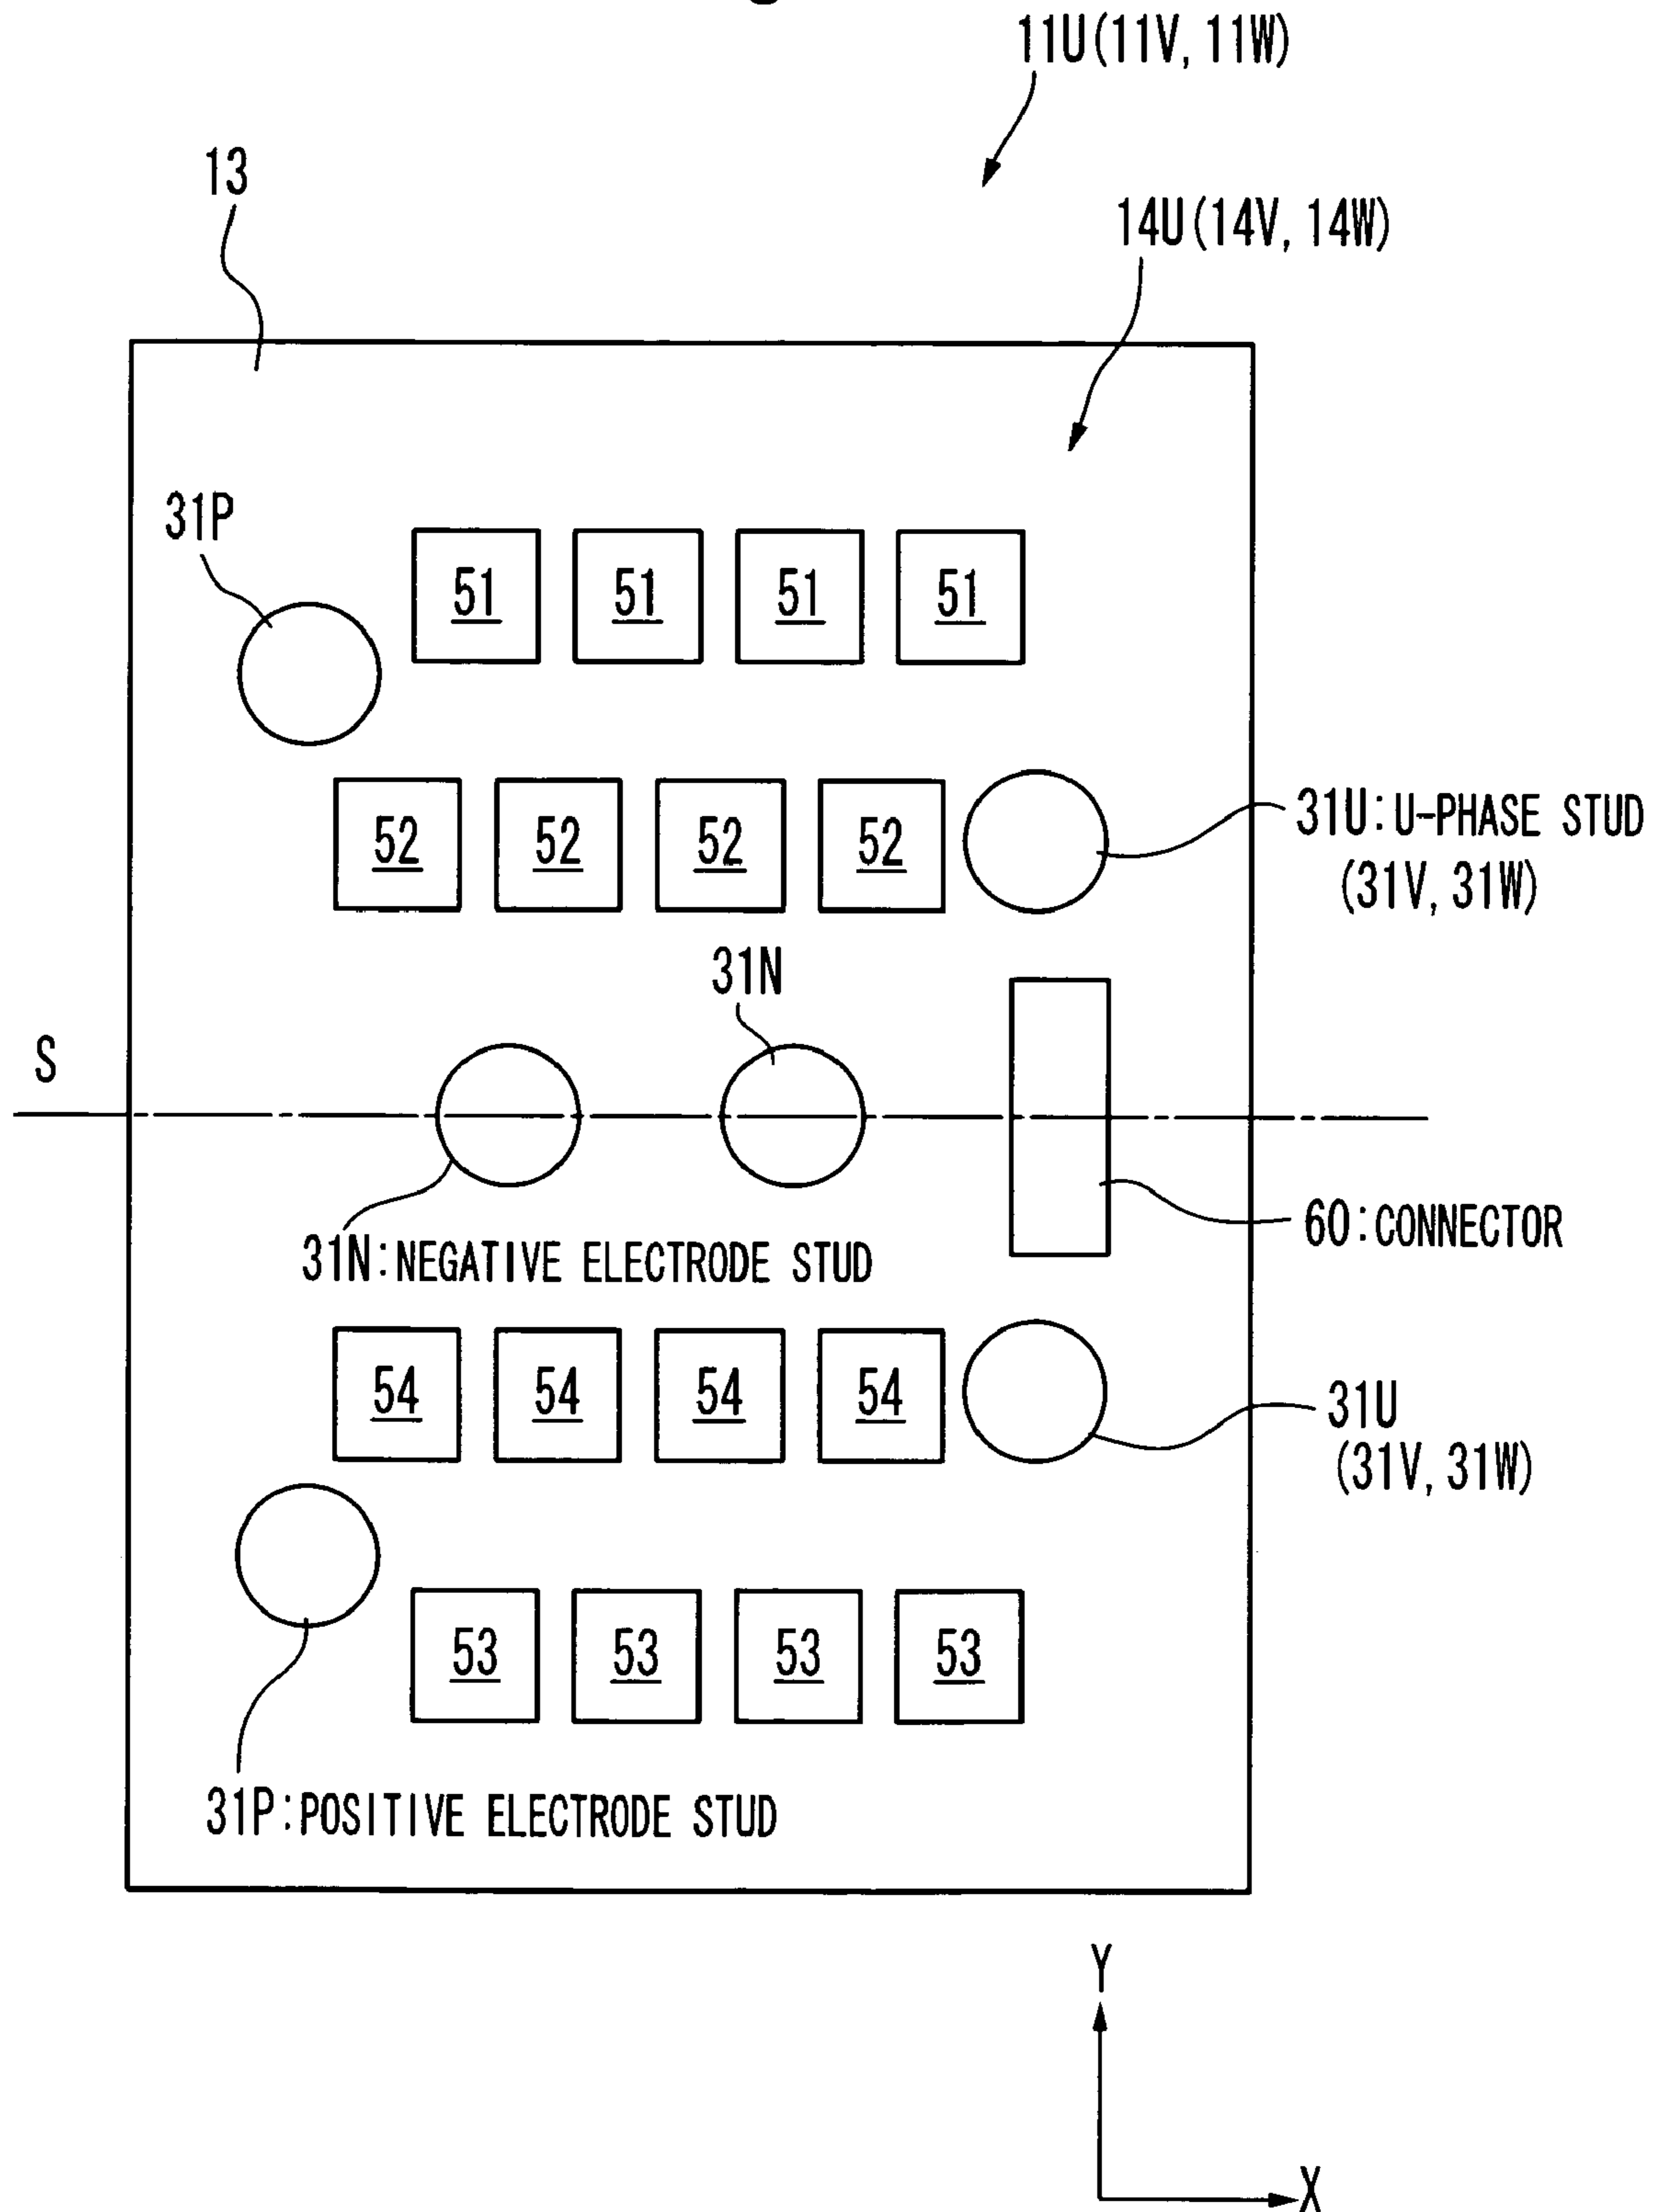 11U(11V, 11W)
13
14U(14V, 14W)
31P
51 51 51 51
52 52 52 52
31U:U-PHASE STUD
(31V, 31W)
31N
S
60:CONNECTOR
31N:NEGATIVE ELECTRODE STUD
54 54 54 54
31U
(31V, 31W)
53 53 53 53
31P:POSITIVE ELECTRODE STUD
Y
X